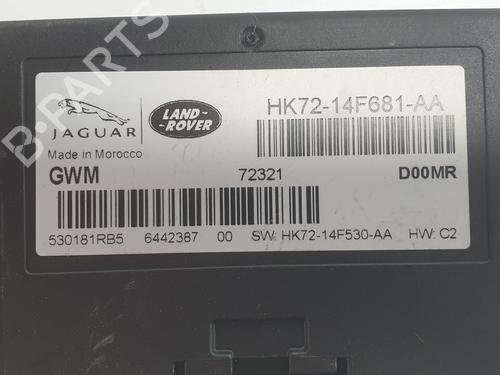 JAGUAR
LAND-
ROVER
HK72-14F681-AA
Made in Morocco
GWM 72321 D00MR
530181RB5 6442387 00 SW: HK72-14F530-AA HW: C2
B-PARTS